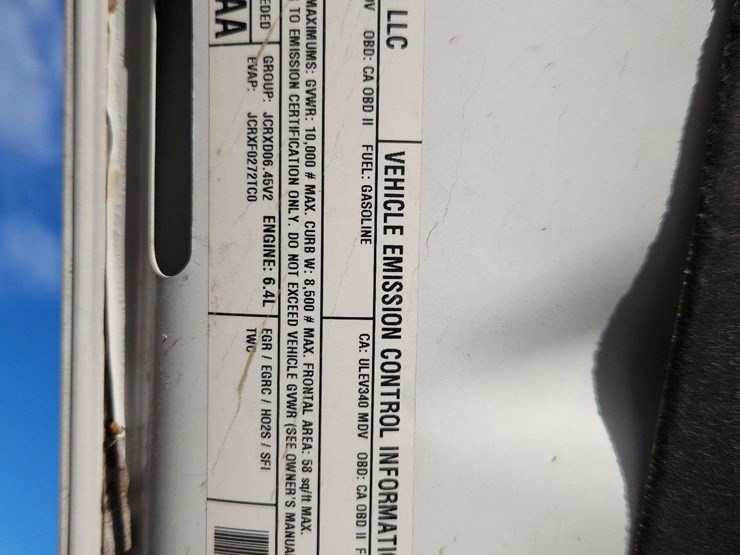 LLC
VEHICLE EMISSION CONTROL INFORMATI
OBD: CA OBD II FUEL: GASOLINE
CA: ULEV340 MDV OBD: CA OBD II F
MAXIMUMS: GVWR: 10,000 # MAX. CURB W: 8,500 # MAX. FRONTAL AREA: 58 sq/ft MAX.
TO EMISSION CERTIFICATION ONLY. DO NOT EXCEED VEHICLE GVWR (SEE OWNER'S MANUA
EDED
AA
GROUP: JCRXD06.45V2 ENGINE: 6.4L
EVAP: JCRXF0272TC0
EGR / EGRC / HO2S / SFI
TWC